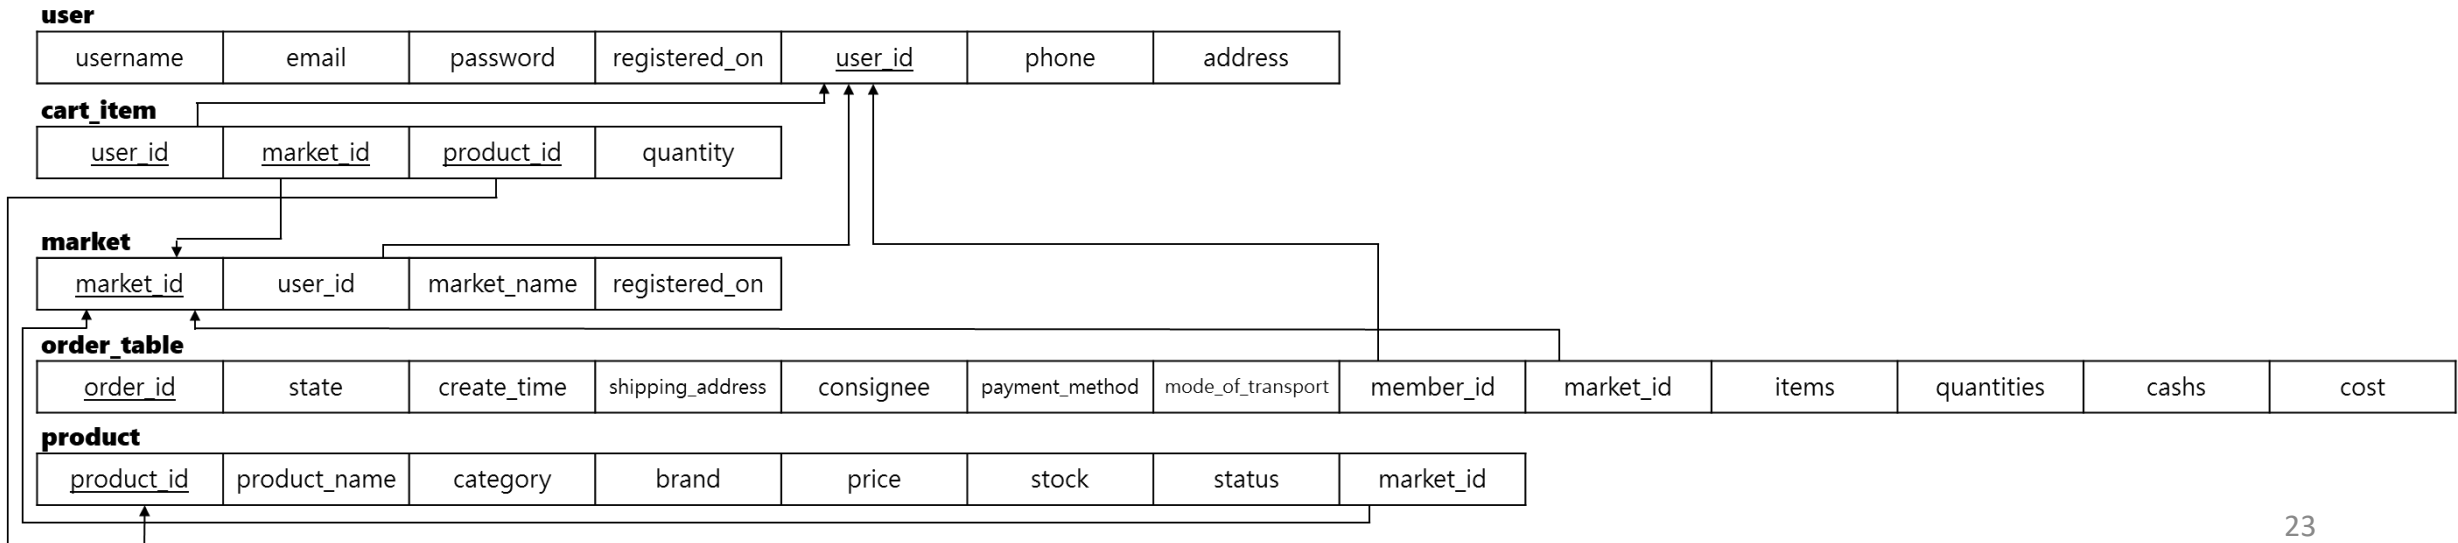 user
username email password registered_on user_id phone address
cart_item
user_id market_id product_id quantity
market
market_id user_id market_name registered_on
order_table
order_id state create_time shipping_address consignee payment_method mode_of_transport member_id market_id items quantities cashs cost
product
product_id product_name category brand price stock status market_id
23